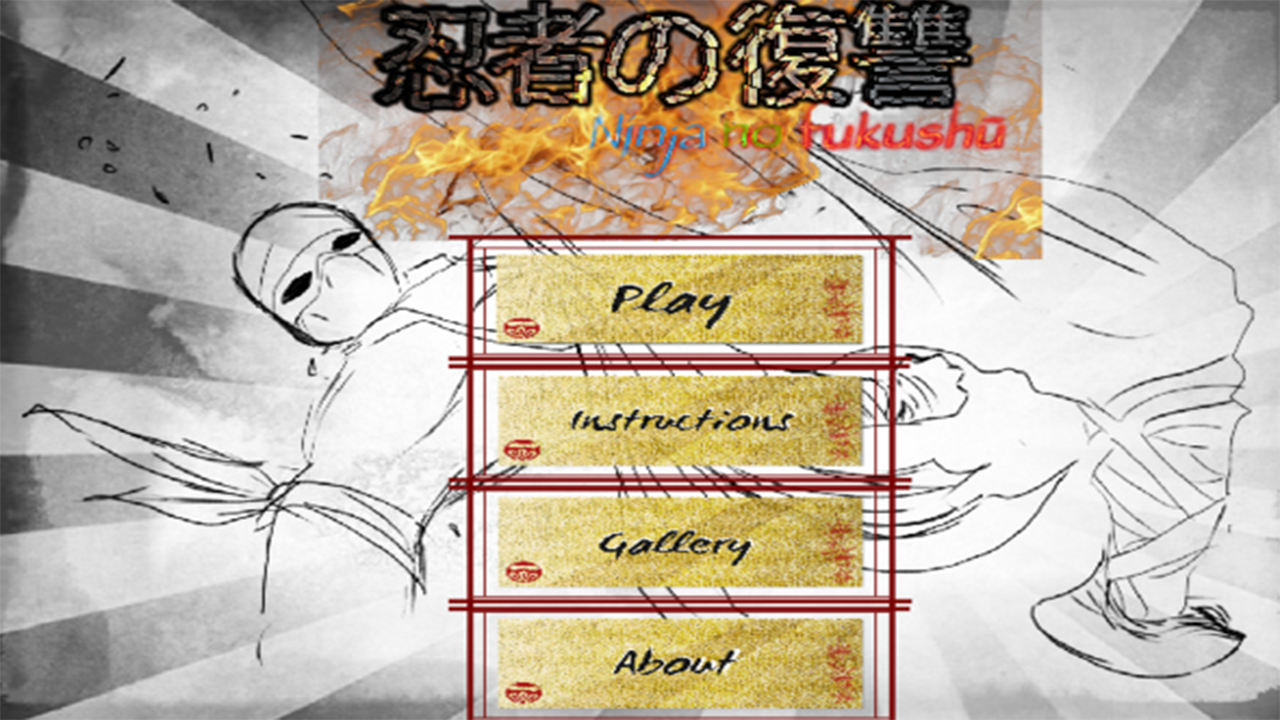 忍者の復讐
Ninja no fukushū
Play
Instructions
Gallery
About